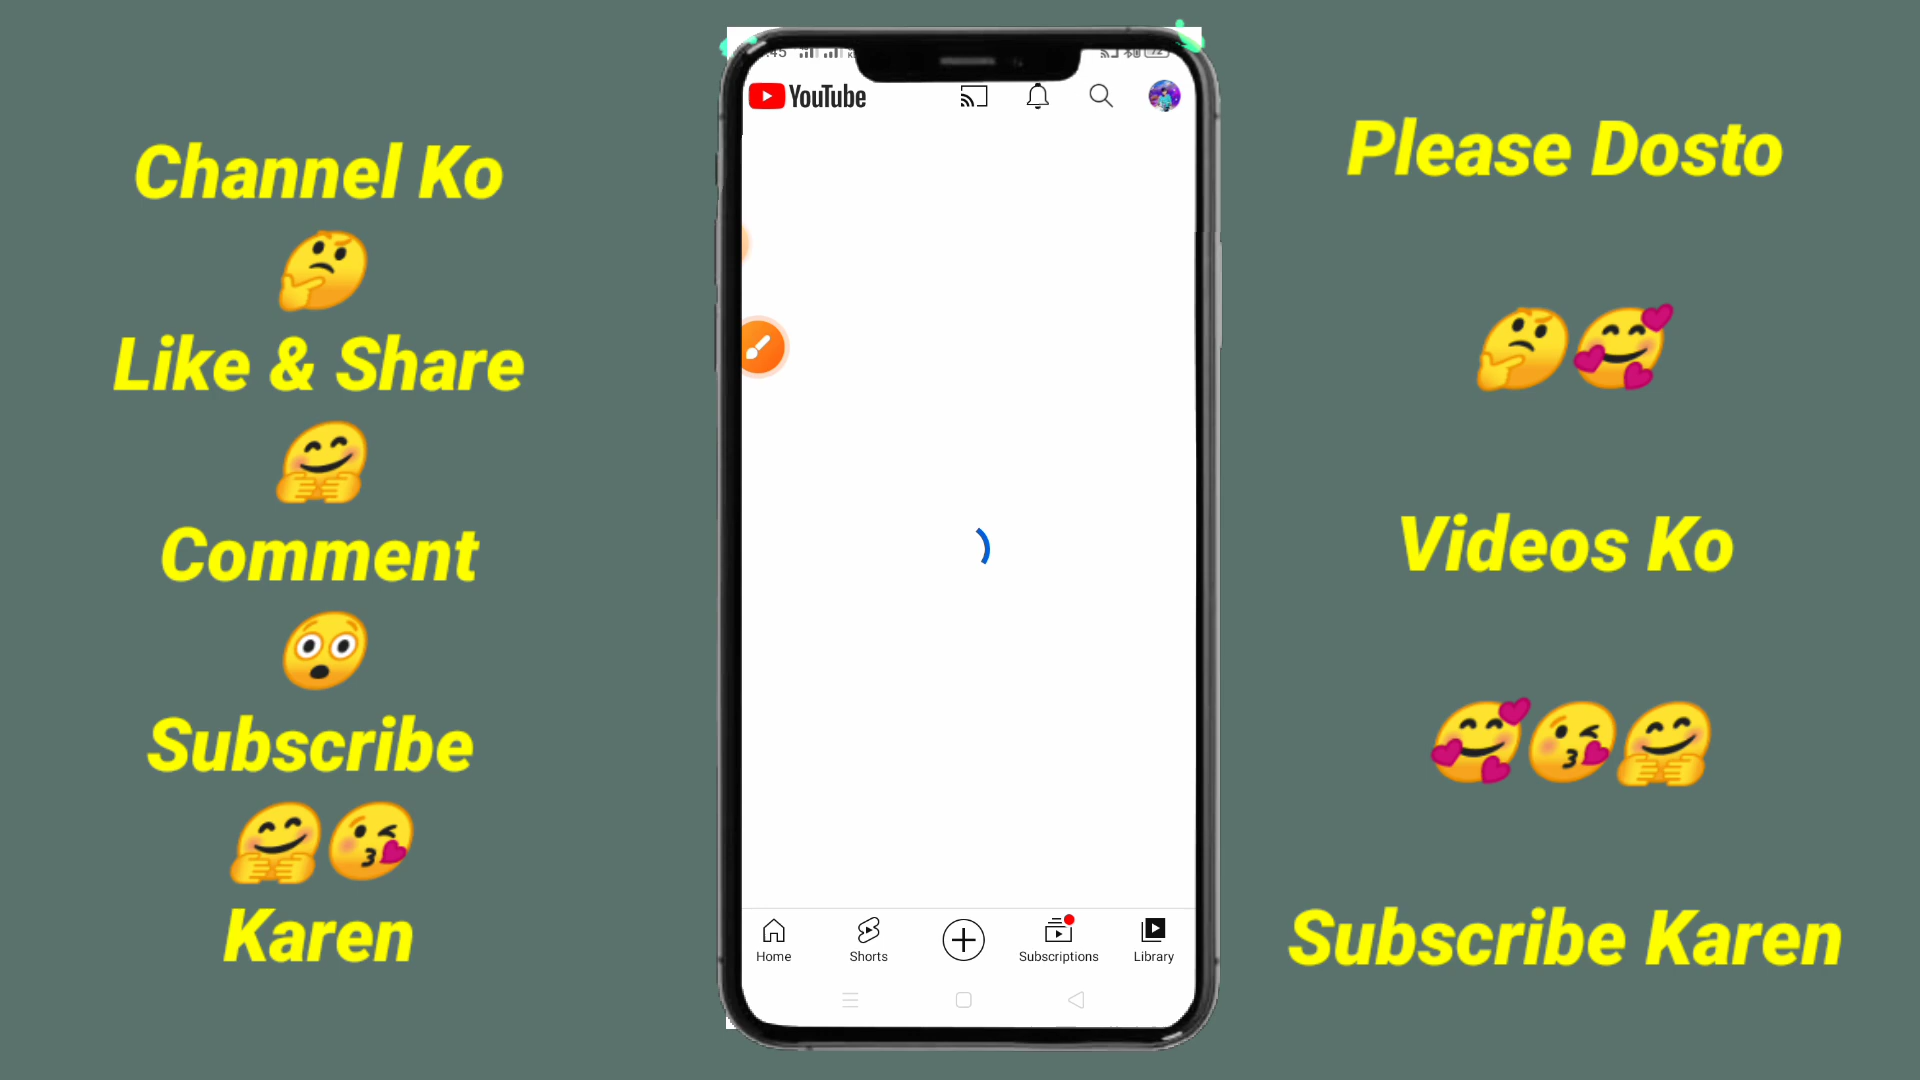 Channel Ko
Like & Share
Comment
Subscribe
Karen
YouTube
Home
Shorts
Subscriptions
Library
Please Dosto
Videos Ko
Subscribe Karen